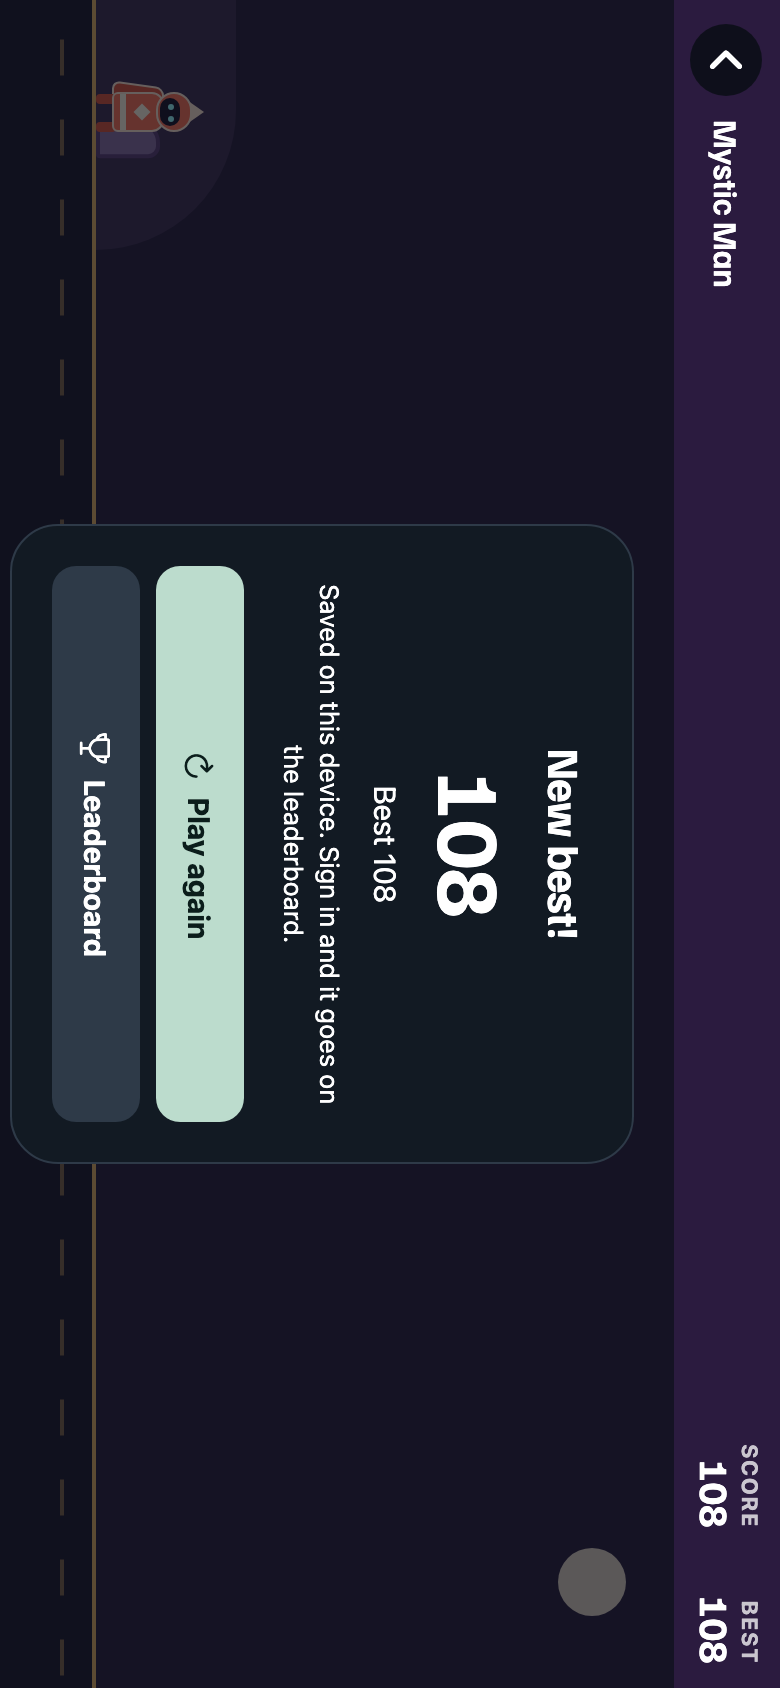 Mystic Man
SCORE
108
BEST
108
New best!
108
Best 108
Saved on this device. Sign in and it goes on
the leaderboard.
Play again
Leaderboard